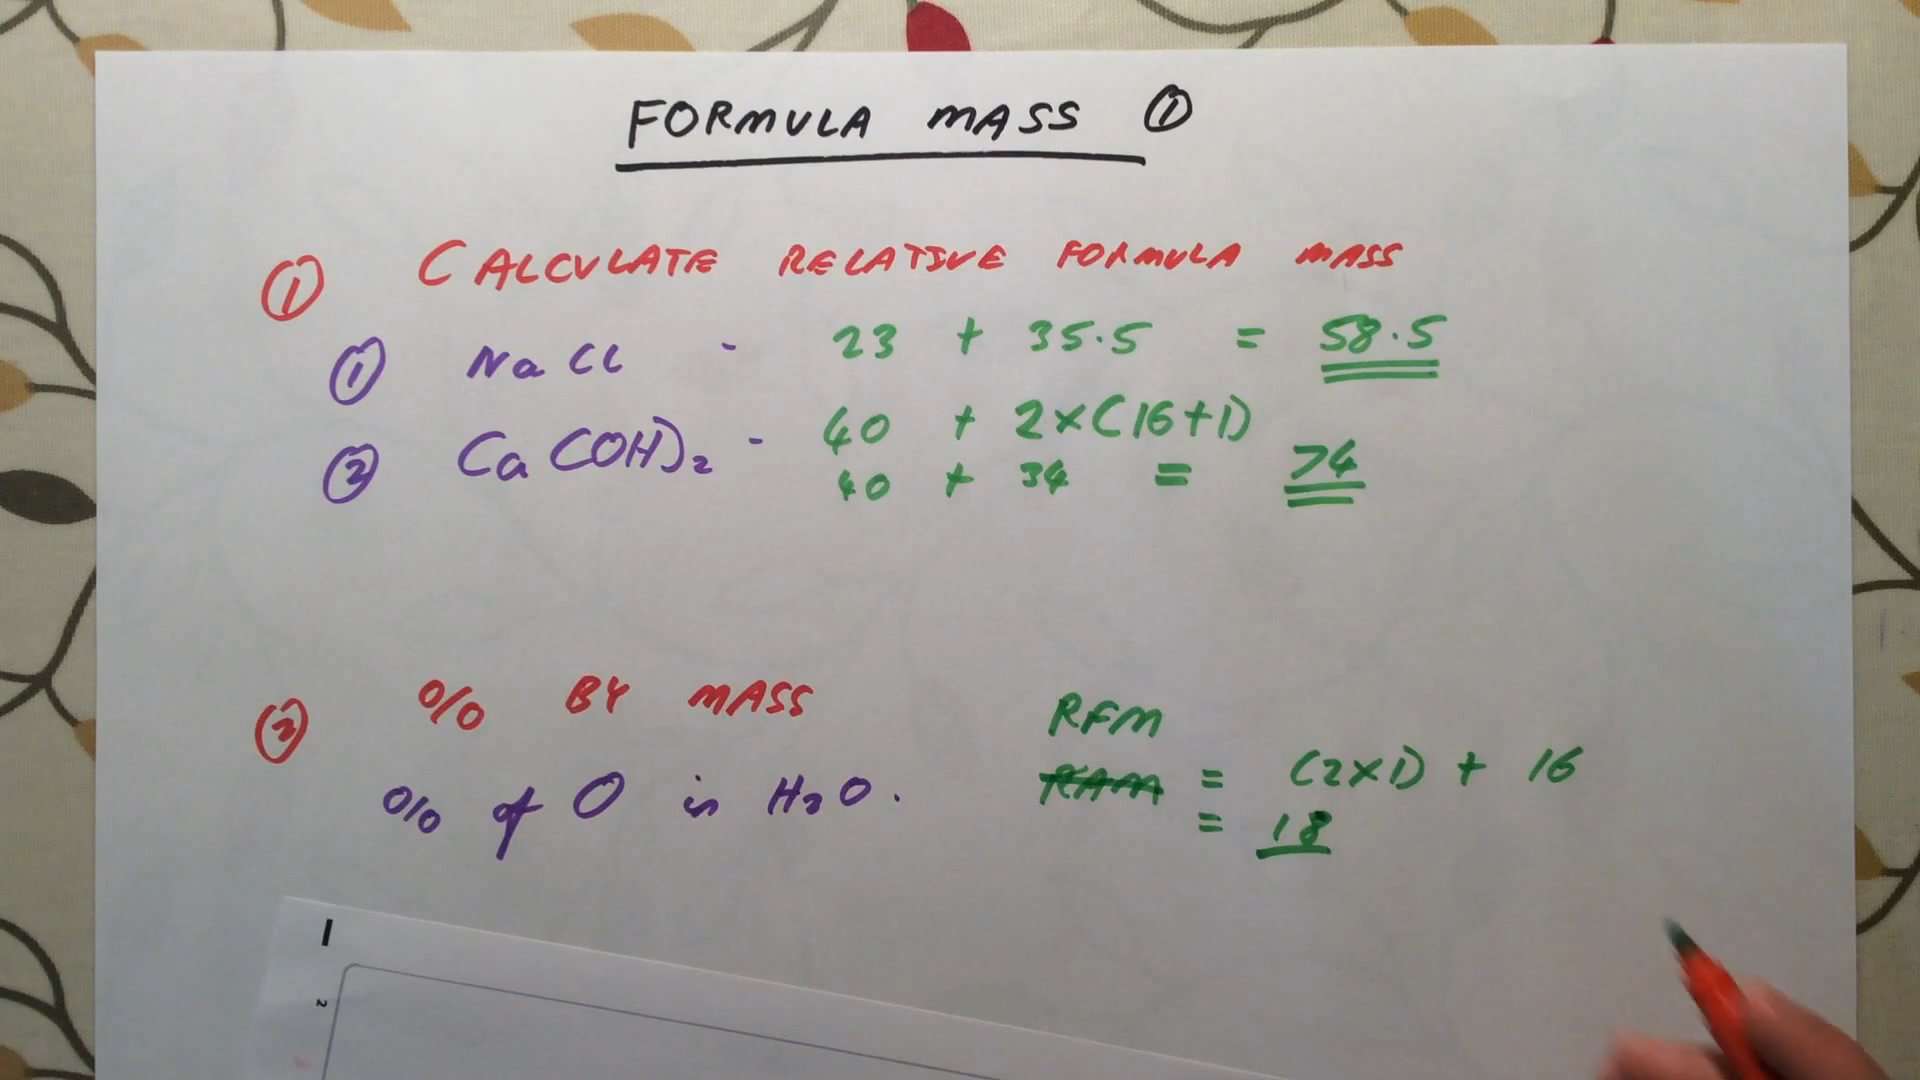 FORMULA MASS ①
① CALCULATE RELATIVE FORMULA MASS
① NaCl - 23 + 35.5 = 58.5
② Ca(OH)₂ - 40 + 2×(16+1)
40 + 34 = 74
② % BY MASS
RFM
% of O in H₂O. RAM = (2×1) + 16
= 18
1
2